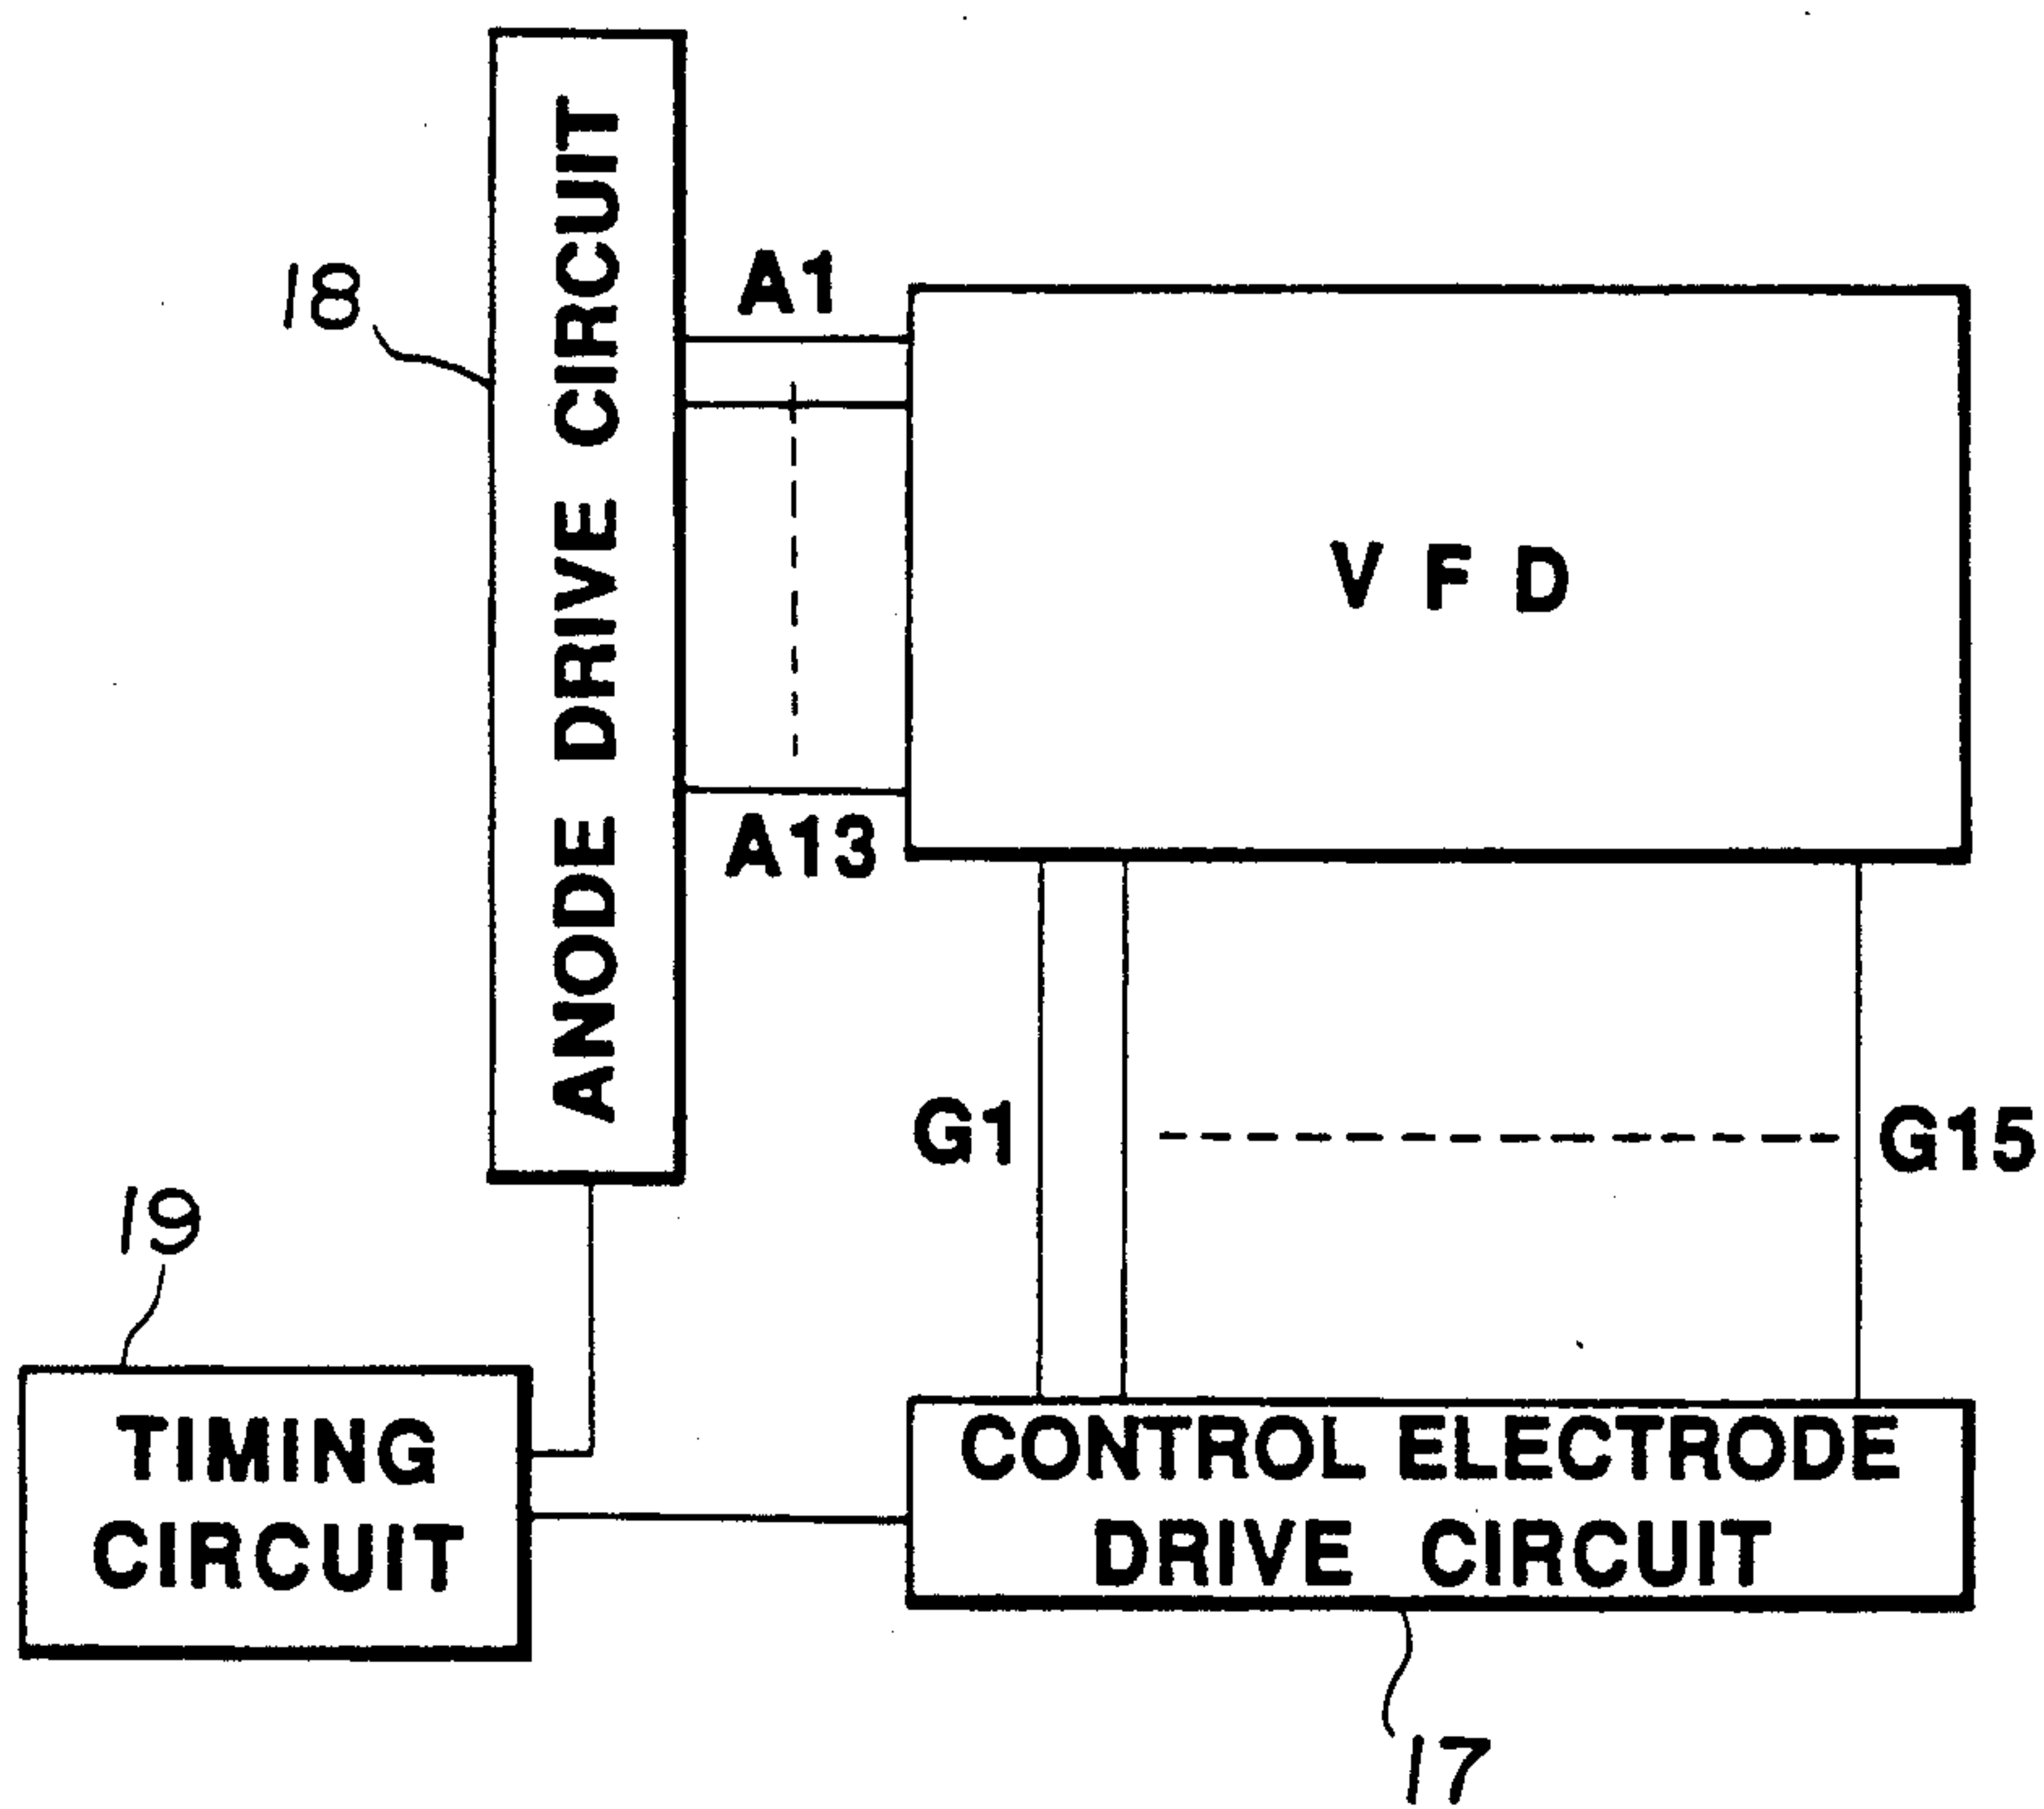 ANODE DRIVE CIRCUIT
18
A1
VFD
A13
G1
G15
19
TIMING
CIRCUIT
CONTROL ELECTRODE
DRIVE CIRCUIT
17